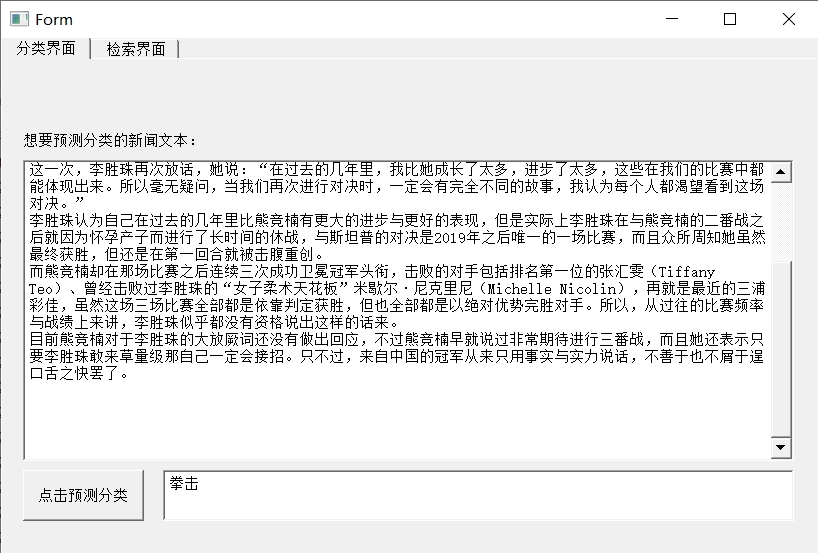 Form
分类界面 检索界面
想要预测分类的新闻文本:
这一次，李胜珠再次放话，她说：“在过去的几年里，我比她成长了太多，进步了太多，这些在我们的比赛中都
能体现出来。所以毫无疑问，当我们再次进行对决时，一定会有完全不同的故事，我认为每个人都渴望看到这场
对决。”
李胜珠认为自己在过去的几年里比熊竞楠有更大的进步与更好的表现，但是实际上李胜珠在与熊竞楠的二番战之
后就因为怀孕产子而进行了长时间的休战，与斯坦普的对决是2019年之后唯一的一场比赛，而且众所周知她虽然
最终获胜，但还是在第一回合就被击腹重创。
而熊竞楠却在那场比赛之后连续三次成功卫冕冠军头衔，击败的对手包括排名第一位的张汇雯（Tiffany
Teo）、曾经击败过李胜珠的“女子柔术天花板”米歇尔·尼克里尼（Michelle Nicolin），再就是最近的三浦
彩佳，虽然这场三场比赛全部都是依靠判定获胜，但也全部都是以绝对优势完胜对手。所以，从过往的比赛频率
与战绩上来讲，李胜珠似乎都没有资格说出这样的话来。
目前熊竞楠对于李胜珠的大放厥词还没有做出回应，不过熊竞楠早就说过非常期待进行三番战，而且她还表示只
要李胜珠敢来草量级那自己一定会接招。只不过，来自中国的冠军从来只用事实与实力说话，不善于也不屑于逞
口舌之快罢了。
点击预测分类 拳击